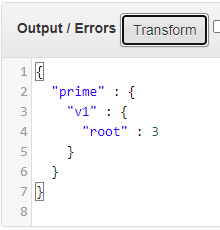 Output / Errors Transform
1 {
2 "prime" : {
3 "v1" : {
4 "root" : 3
5 }
6 }
7 }
8